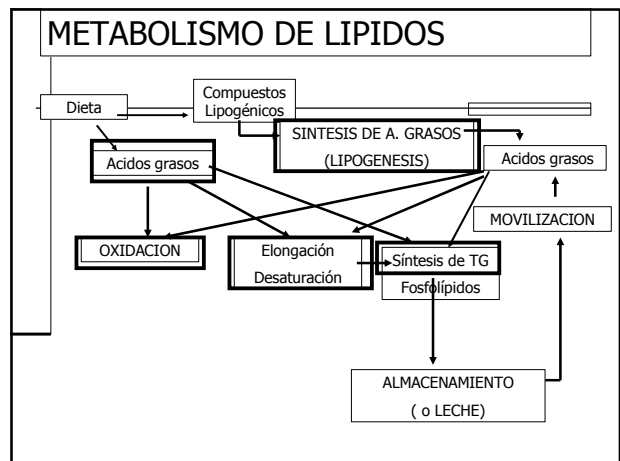 METABOLISMO DE LIPIDOS
Dieta
Compuestos
Lipogénicos
SINTESIS DE A. GRASOS
(LIPOGENESIS)
Acidos grasos
Acidos grasos
MOVILIZACION
OXIDACION
Elongación
Desaturación
Síntesis de TG
Fosfolípidos
ALMACENAMIENTO
( o LECHE)